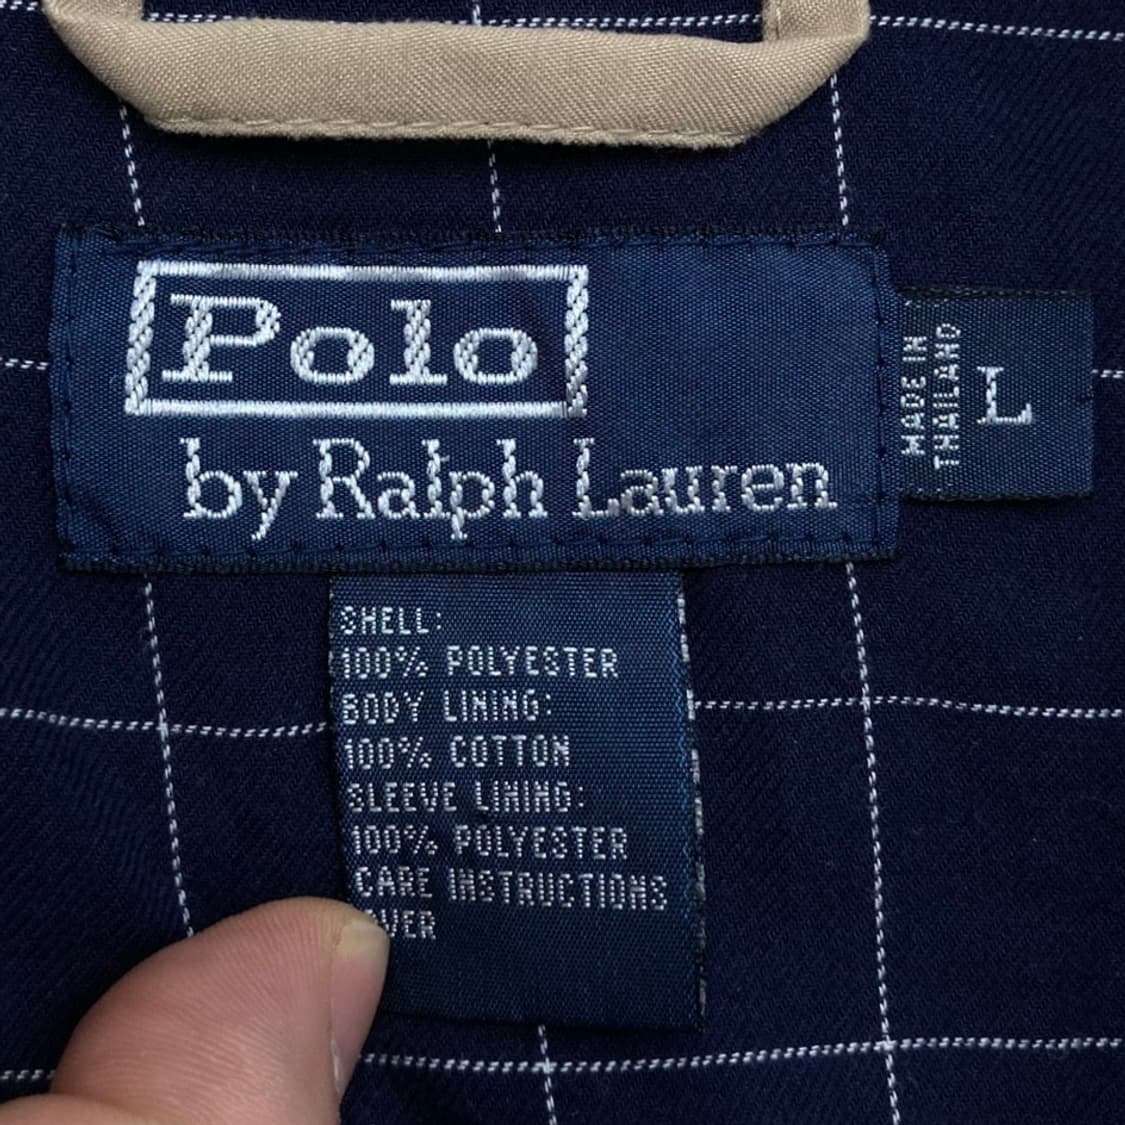 Polo
by Ralph Lauren
MADE IN
THAILAND
L
SHELL:
100% POLYESTER
BODY LINING:
100% COTTON
SLEEVE LINING:
100% POLYESTER
CARE INSTRUCTIONS
OVER